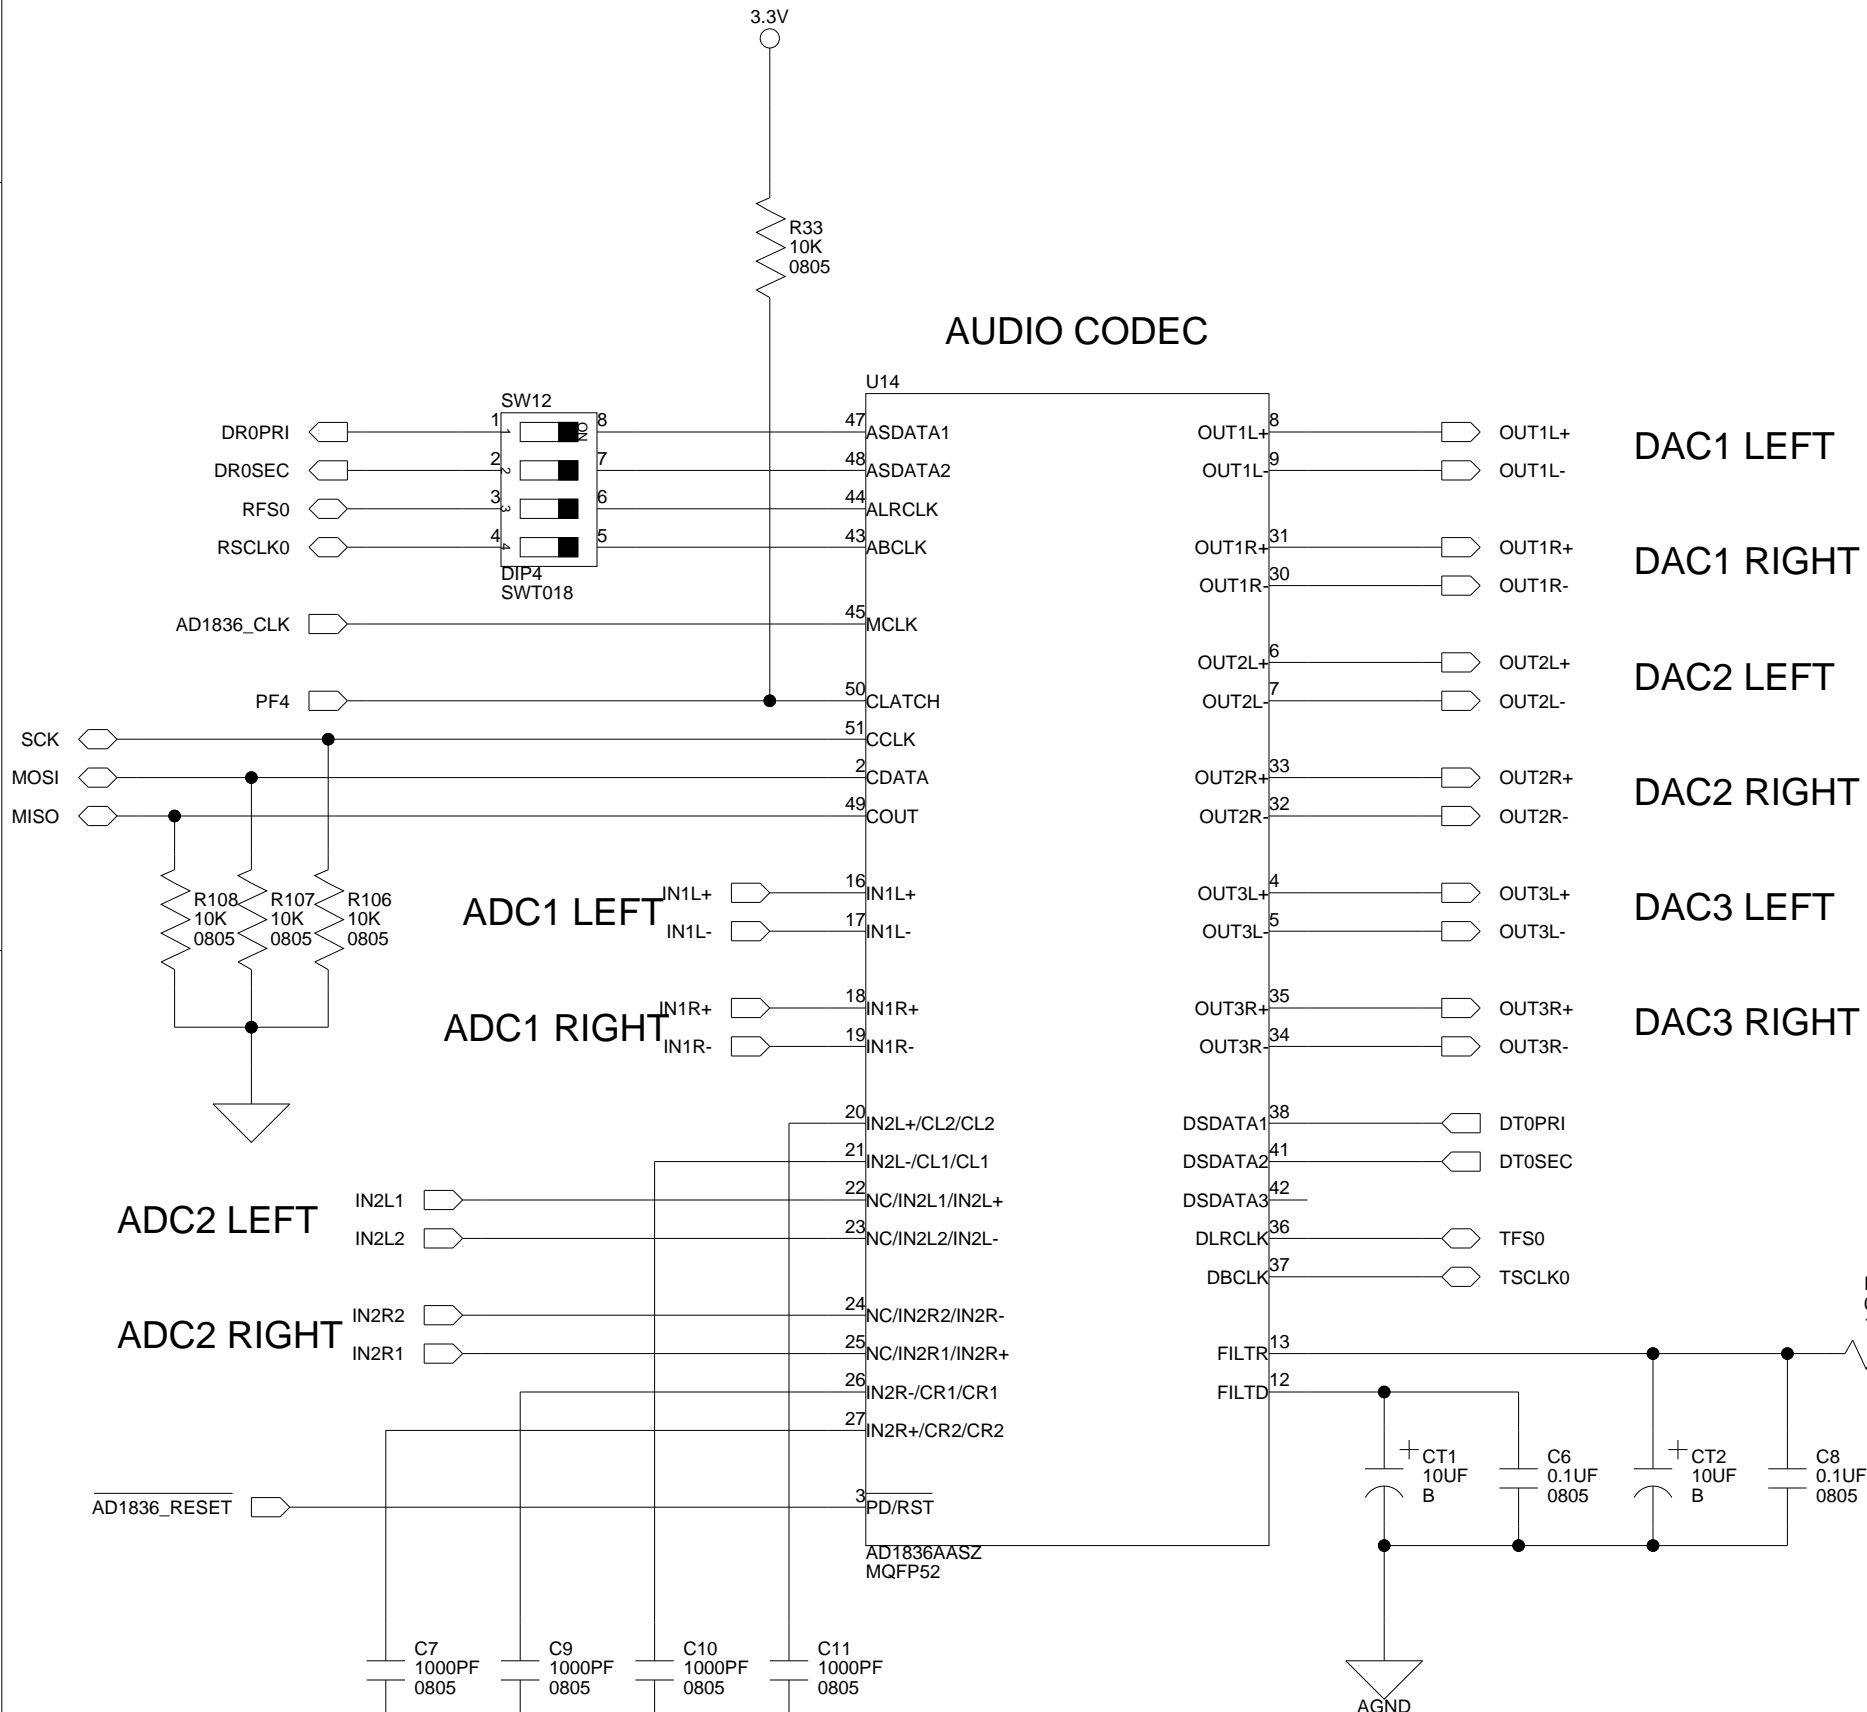 3.3V
R33
10K
0805
AUDIO CODEC
U14
SW12
DR0PRI
1
1
ON
8
47
ASDATA1
DR0SEC
2
2
7
48
ASDATA2
RFS0
3
3
6
44
ALRCLK
RSCLK0
4
4
5
43
ABCLK
DIP4
SWT018
AD1836_CLK
45
MCLK
PF4
50
CLATCH
SCK
51
CCLK
MOSI
2
CDATA
MISO
49
COUT
R108
10K
0805
R107
10K
0805
R106
10K
0805
ADC1 LEFT
IN1L+
16
IN1L+
IN1L-
17
IN1L-
ADC1 RIGHT
IN1R+
18
IN1R+
IN1R-
19
IN1R-
20
IN2L+/CL2/CL2
21
IN2L-/CL1/CL1
ADC2 LEFT
IN2L1
22
NC/IN2L1/IN2L+
IN2L2
23
NC/IN2L2/IN2L-
ADC2 RIGHT
IN2R2
24
NC/IN2R2/IN2R-
IN2R1
25
NC/IN2R1/IN2R+
26
IN2R-/CR1/CR1
27
IN2R+/CR2/CR2
AD1836_RESET
3
PD/RST
AD1836AASZ
MQFP52
OUT1L+
8
OUT1L+
OUT1L-
9
OUT1L-
DAC1 LEFT
OUT1R+
31
OUT1R+
OUT1R-
30
OUT1R-
DAC1 RIGHT
OUT2L+
6
OUT2L+
OUT2L-
7
OUT2L-
DAC2 LEFT
OUT2R+
33
OUT2R+
OUT2R-
32
OUT2R-
DAC2 RIGHT
OUT3L+
4
OUT3L+
OUT3L-
5
OUT3L-
DAC3 LEFT
OUT3R+
35
OUT3R+
OUT3R-
34
OUT3R-
DAC3 RIGHT
DSDATA1
38
DT0PRI
DSDATA2
41
DT0SEC
DSDATA3
42
DLRCLK
36
TFS0
DBCLK
37
TSCLK0
FILTR
13
FILTD
12
CT1
10UF
B
C6
0.1UF
0805
CT2
10UF
B
C8
0.1UF
0805
AGND
C7
1000PF
0805
C9
1000PF
0805
C10
1000PF
0805
C11
1000PF
0805